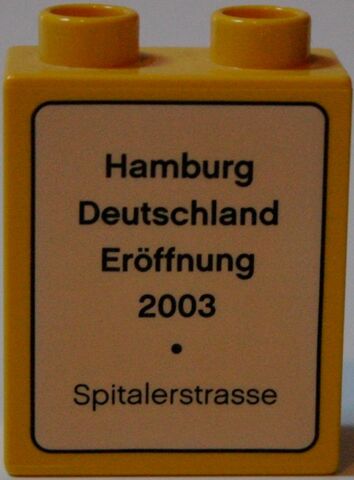 Hamburg
Deutschland
Eröffnung
2003
•
Spitalerstrasse